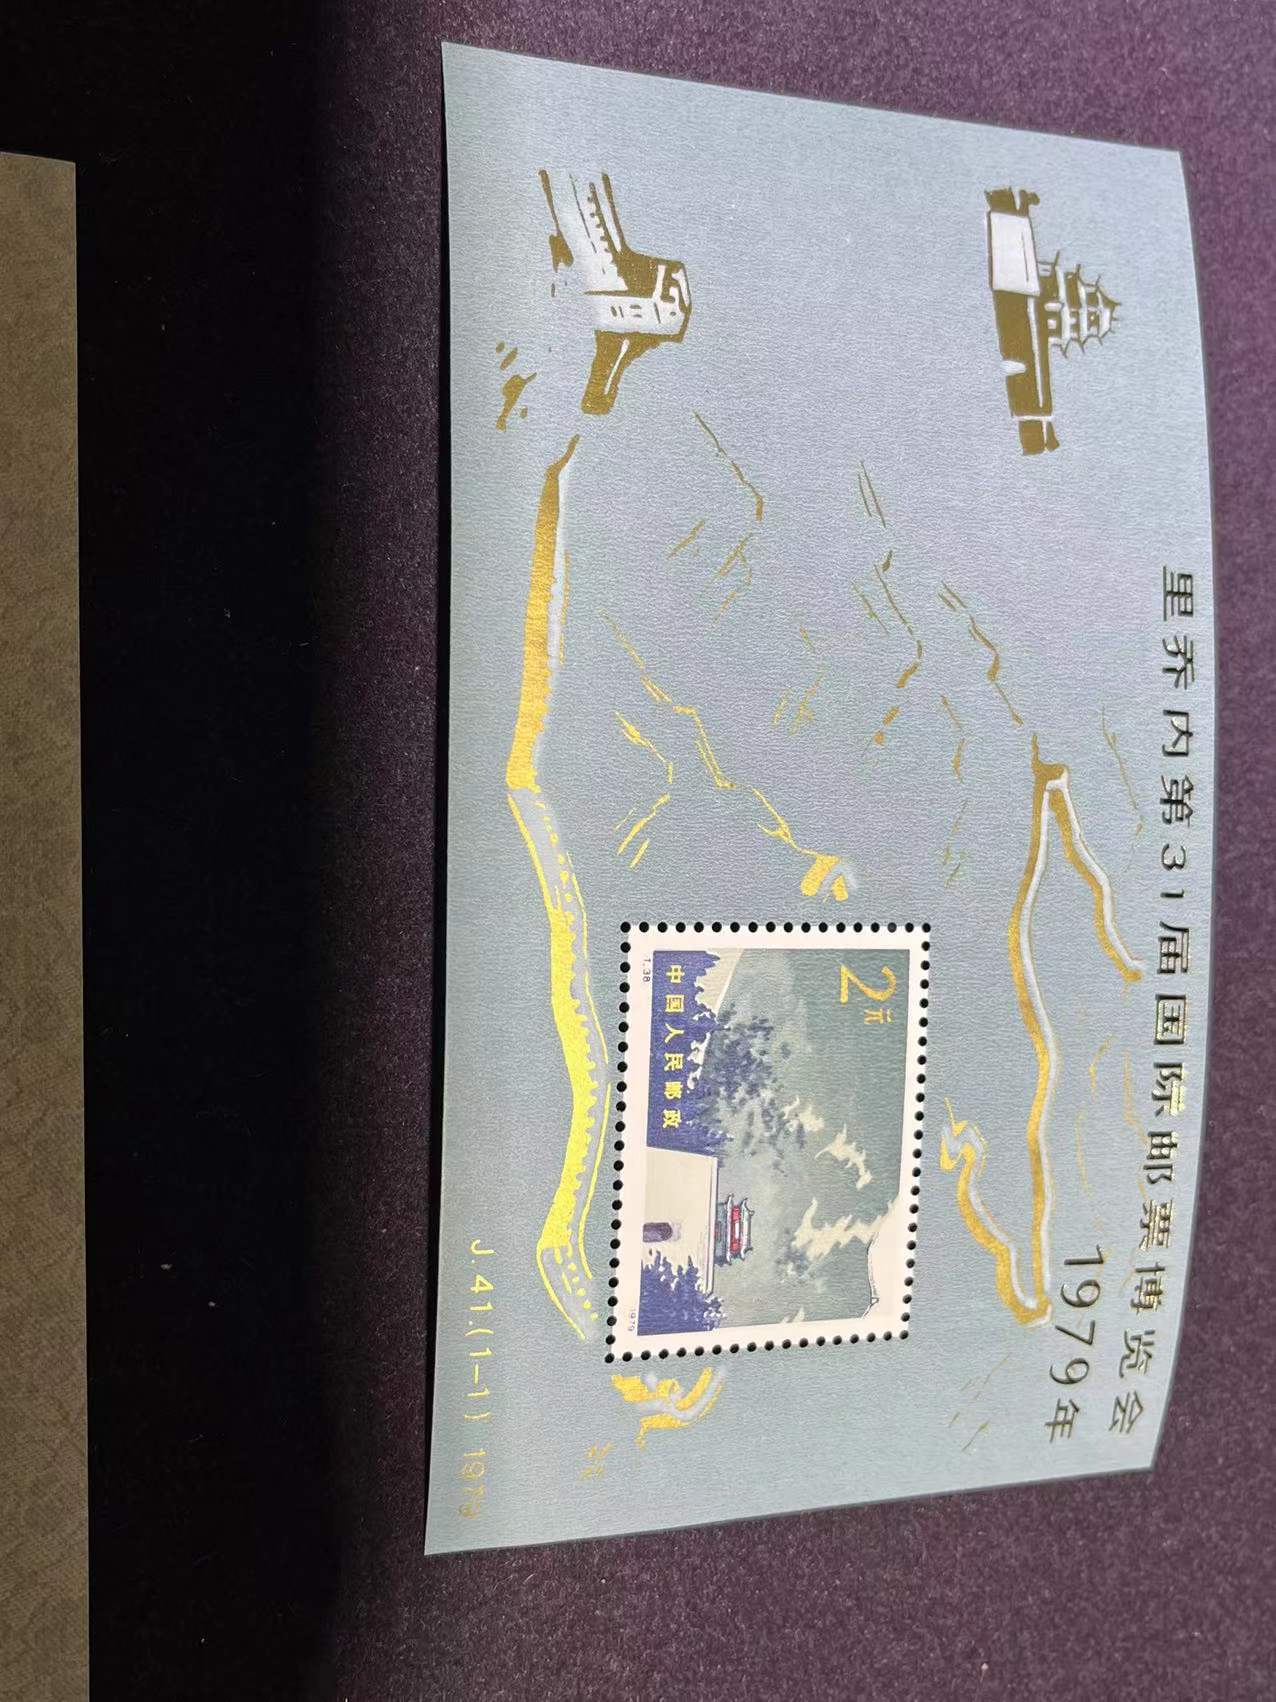 里乔内第31届国际邮票博览会
1979年
2元
T.38
中国人民邮政
1979
J.41.(1-1) 1979